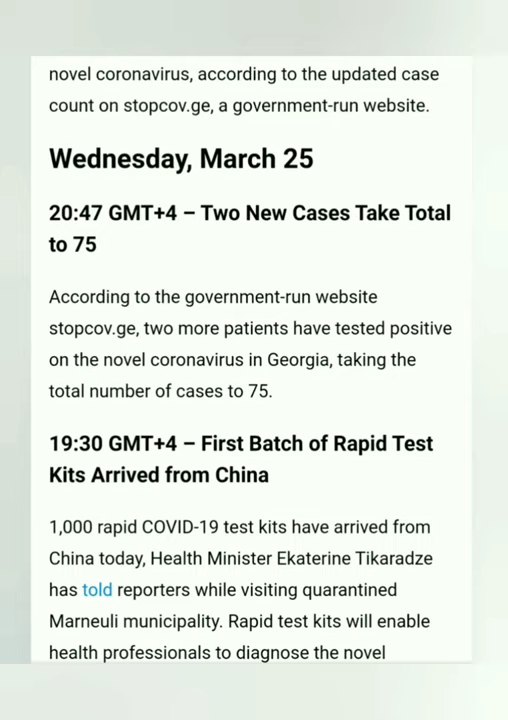 novel coronavirus, according to the updated case
count on stopcov.ge, a government-run website.
Wednesday, March 25
20:47 GMT+4 – Two New Cases Take Total
to 75
According to the government-run website
stopcov.ge, two more patients have tested positive
on the novel coronavirus in Georgia, taking the
total number of cases to 75.
19:30 GMT+4 – First Batch of Rapid Test
Kits Arrived from China
1,000 rapid COVID-19 test kits have arrived from
China today, Health Minister Ekaterine Tikaradze
has told reporters while visiting quarantined
Marneuli municipality. Rapid test kits will enable
health professionals to diagnose the novel